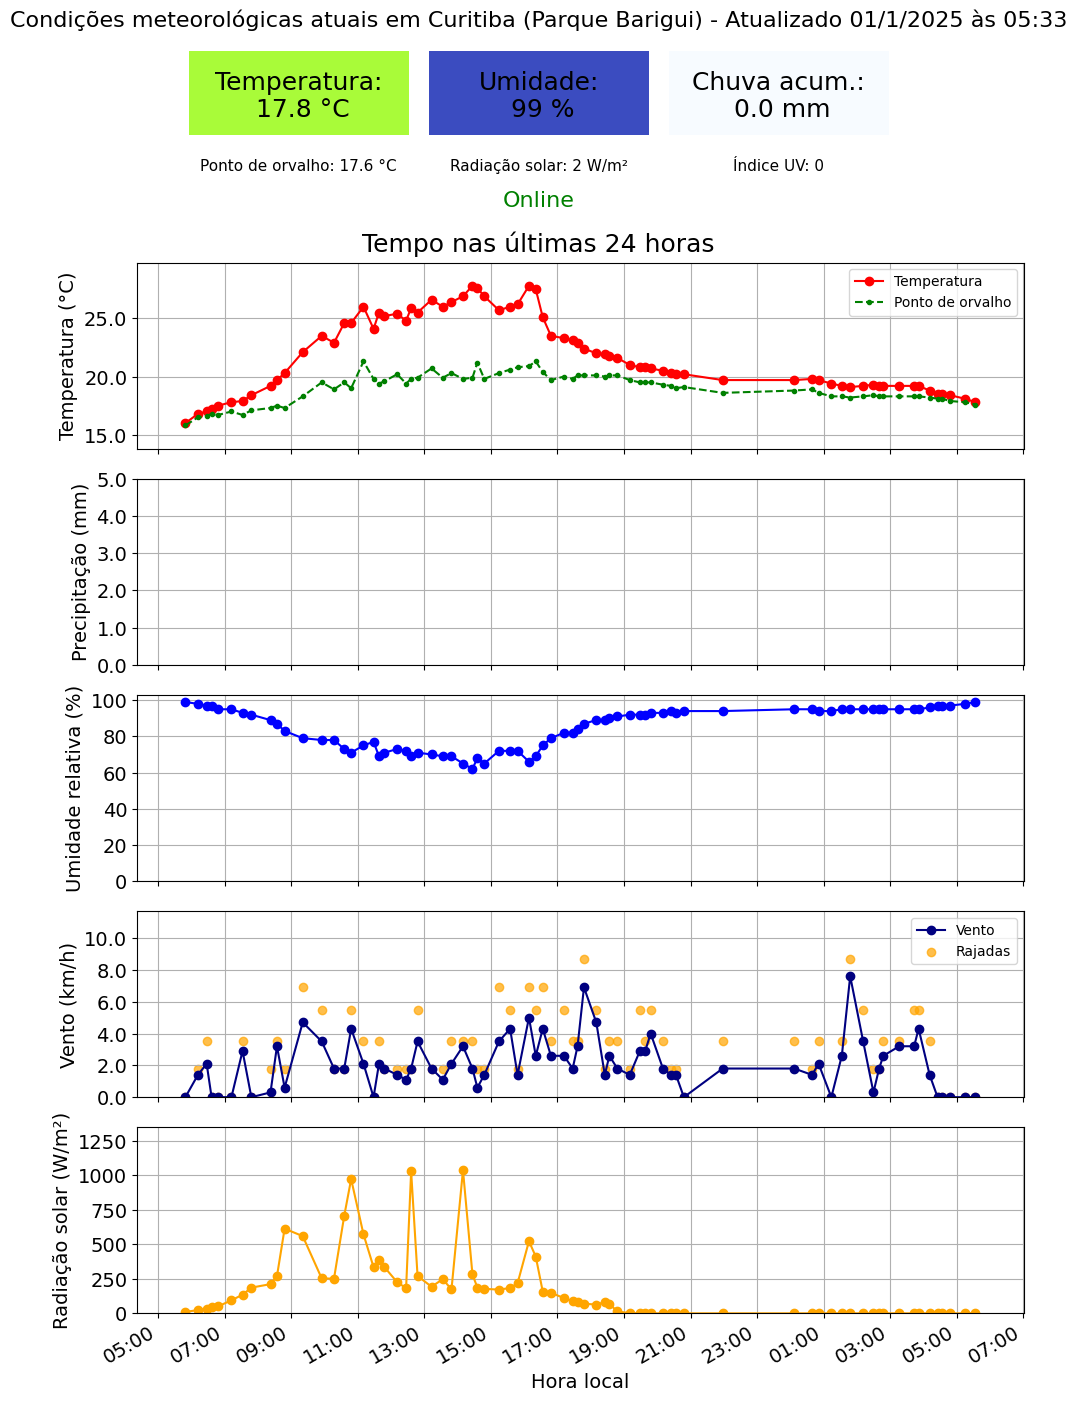 Condições meteorológicas atuais em Curitiba (Parque Barigui) - Atualizado 01/1/2025 às 05:33
Temperatura:
17.8 °C
Umidade:
99 %
Chuva acum.:
0.0 mm
Ponto de orvalho: 17.6 °C
Radiação solar: 2 W/m²
Índice UV: 0
Online
Tempo nas últimas 24 horas
Temperatura (°C)
25.0
20.0
15.0
Temperatura
Ponto de orvalho
Precipitação (mm)
5.0
4.0
3.0
2.0
1.0
0.0
Umidade relativa (%)
100
80
60
40
20
0
Vento (km/h)
10.0
8.0
6.0
4.0
2.0
0.0
Vento
Rajadas
Radiação solar (W/m²)
1250
1000
750
500
250
0
05:00
07:00
09:00
11:00
13:00
15:00
17:00
19:00
21:00
23:00
01:00
03:00
05:00
07:00
Hora local